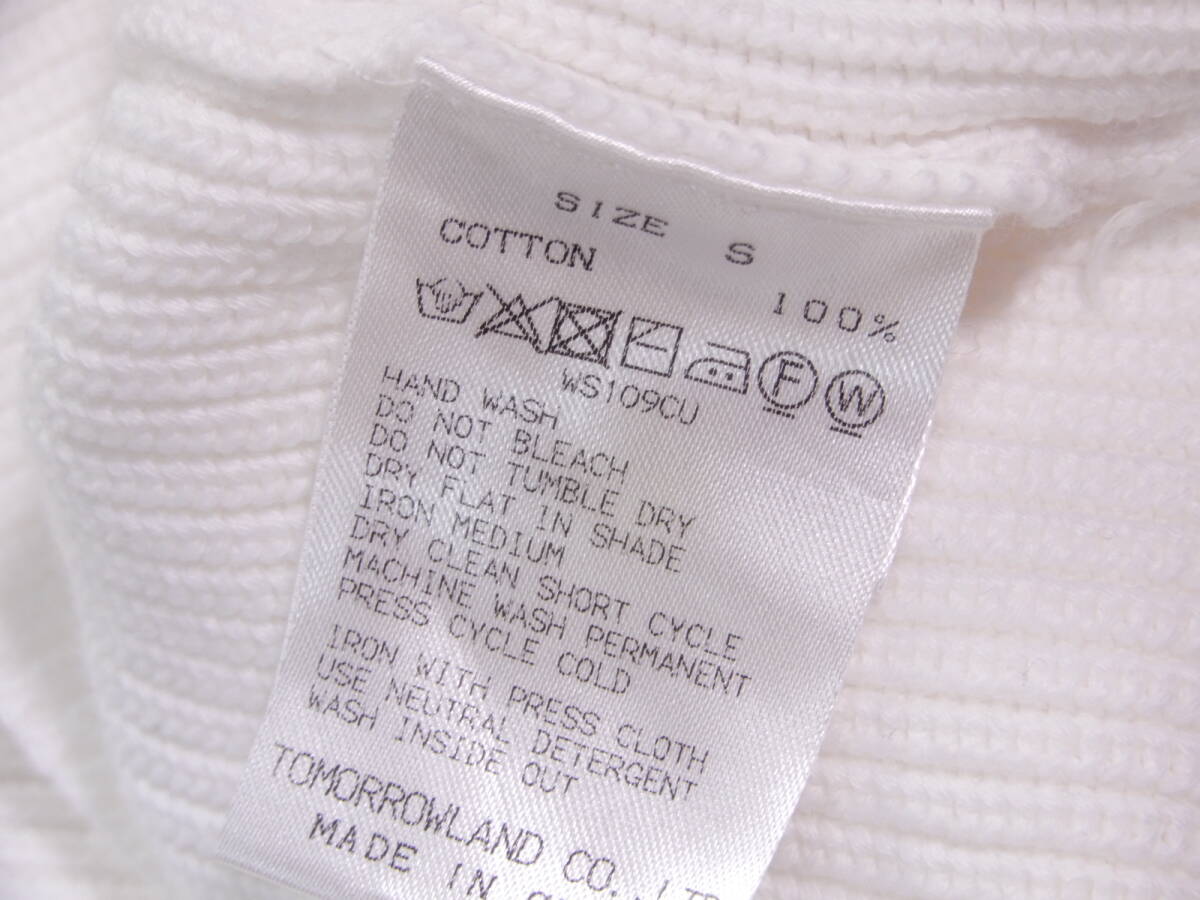 SIZE S
COTTON 100%
F W
WS109CU
HAND WASH
DO NOT BLEACH
DO NOT TUMBLE DRY
DRY FLAT IN SHADE
IRON MEDIUM
DRY CLEAN SHORT CYCLE
MACHINE WASH PERMANENT
PRESS CYCLE COLD
IRON WITH PRESS CLOTH
USE NEUTRAL DETERGENT
WASH INSIDE OUT
TOMORROWLAND CO., LTD
MADE IN